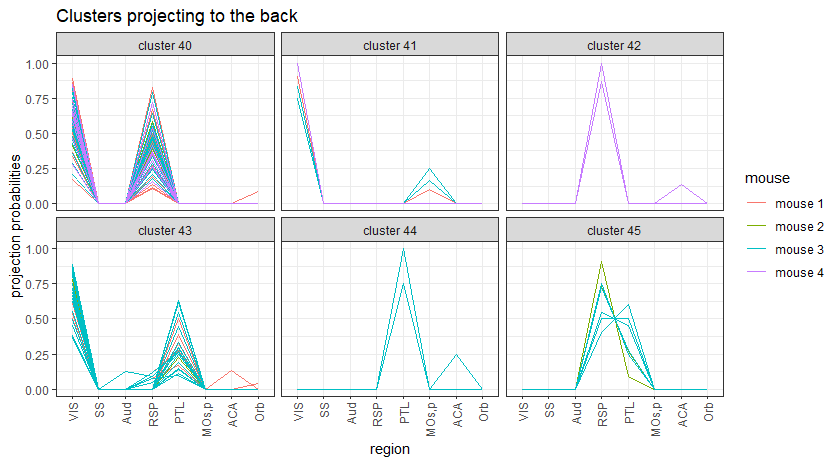 Clusters projecting to the back
cluster 40
cluster 41
cluster 42
1.00
0.75
0.50
0.25
0.00
cluster 43
cluster 44
cluster 45
1.00
0.75
0.50
0.25
0.00
projection probabilities
VIS
SS
Aud
RSP
PTL
MOs,p
ACA
Orb
VIS
SS
Aud
RSP
PTL
MOs,p
ACA
Orb
VIS
SS
Aud
RSP
PTL
MOs,p
ACA
Orb
region
mouse
mouse 1
mouse 2
mouse 3
mouse 4